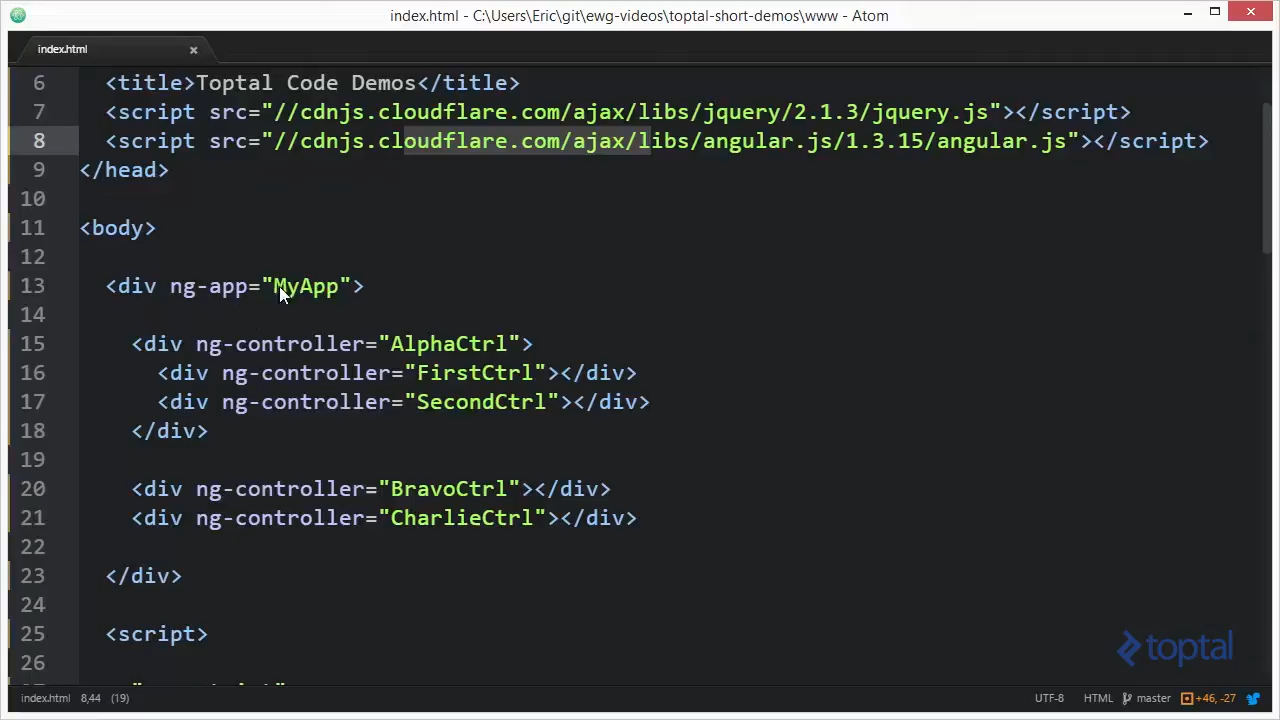 index.html - C:\Users\Eric\git\ewg-videos\toptal-short-demos\www - Atom
index.html
6 <title>Toptal Code Demos</title>
7 <script src="//cdnjs.cloudflare.com/ajax/libs/jquery/2.1.3/jquery.js"></script>
8 <script src="//cdnjs.cloudflare.com/ajax/libs/angular.js/1.3.15/angular.js"></script>
9 </head>
10
11 <body>
12
13 <div ng-app="MyApp">
14
15 <div ng-controller="AlphaCtrl">
16 <div ng-controller="FirstCtrl"></div>
17 <div ng-controller="SecondCtrl"></div>
18 </div>
19
20 <div ng-controller="BravoCtrl"></div>
21 <div ng-controller="CharlieCtrl"></div>
22
23 </div>
24
25 <script>
26
toptal
index.html 8,44 (19) UTF-8 HTML master +46, -27